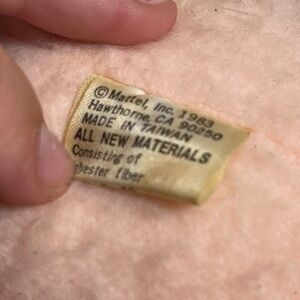 ©Mattel, Inc. 1983
Hawthorne, CA 90250
MADE IN TAIWAN
ALL NEW MATERIALS
Consisting of
fiber